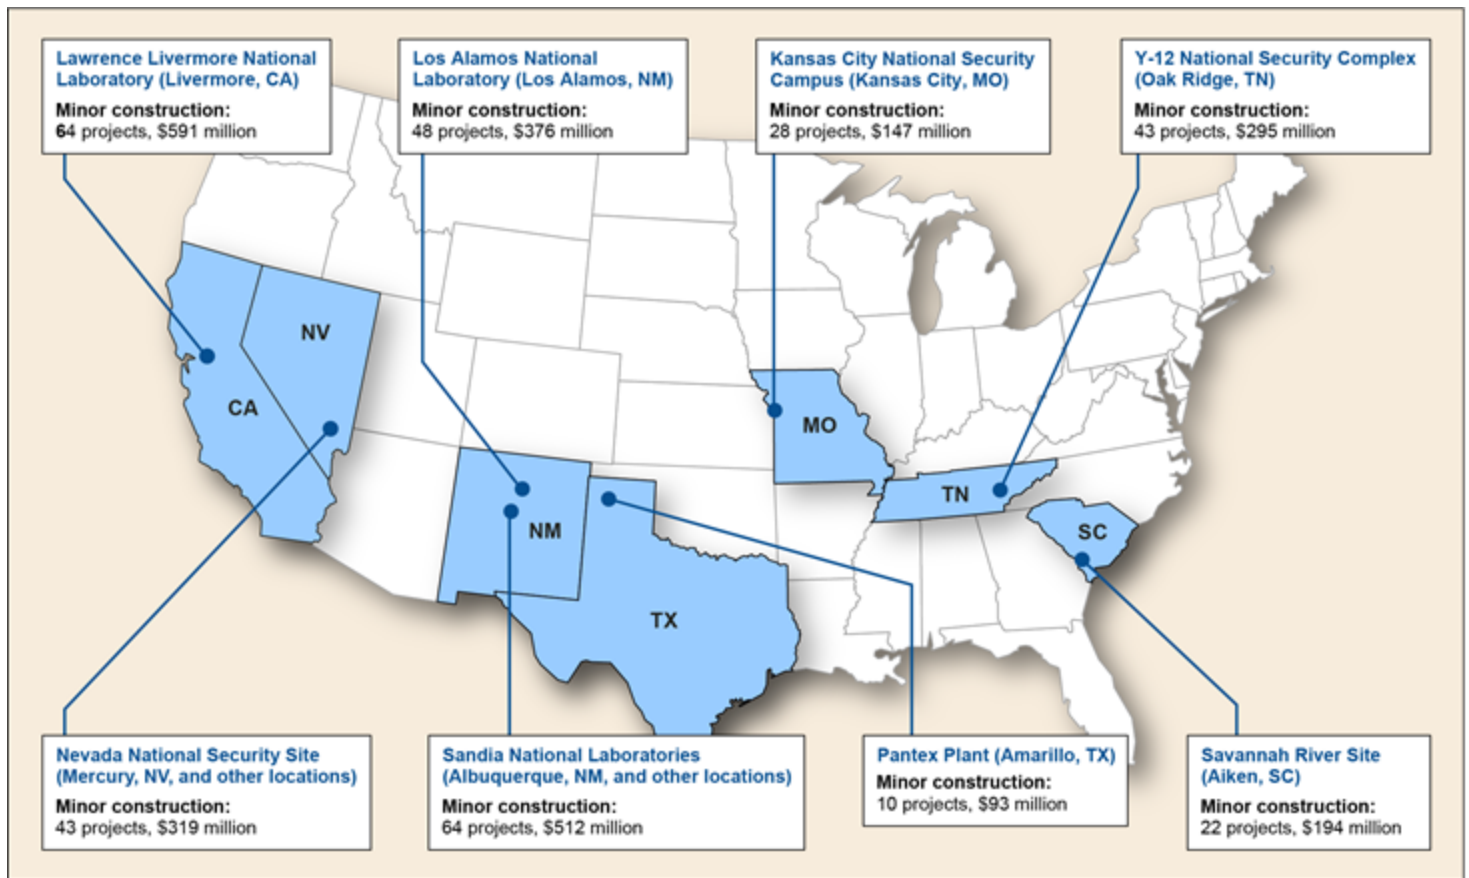 Lawrence Livermore National
Laboratory (Livermore, CA)
Minor construction:
64 projects, $591 million
Los Alamos National
Laboratory (Los Alamos, NM)
Minor construction:
48 projects, $376 million
Kansas City National Security
Campus (Kansas City, MO)
Minor construction:
28 projects, $147 million
Y-12 National Security Complex
(Oak Ridge, TN)
Minor construction:
43 projects, $295 million
NV
CA
MO
TN
NM
SC
TX
Nevada National Security Site
(Mercury, NV, and other locations)
Minor construction:
43 projects, $319 million
Sandia National Laboratories
(Albuquerque, NM, and other locations)
Minor construction:
64 projects, $512 million
Pantex Plant (Amarillo, TX)
Minor construction:
10 projects, $93 million
Savannah River Site
(Aiken, SC)
Minor construction:
22 projects, $194 million